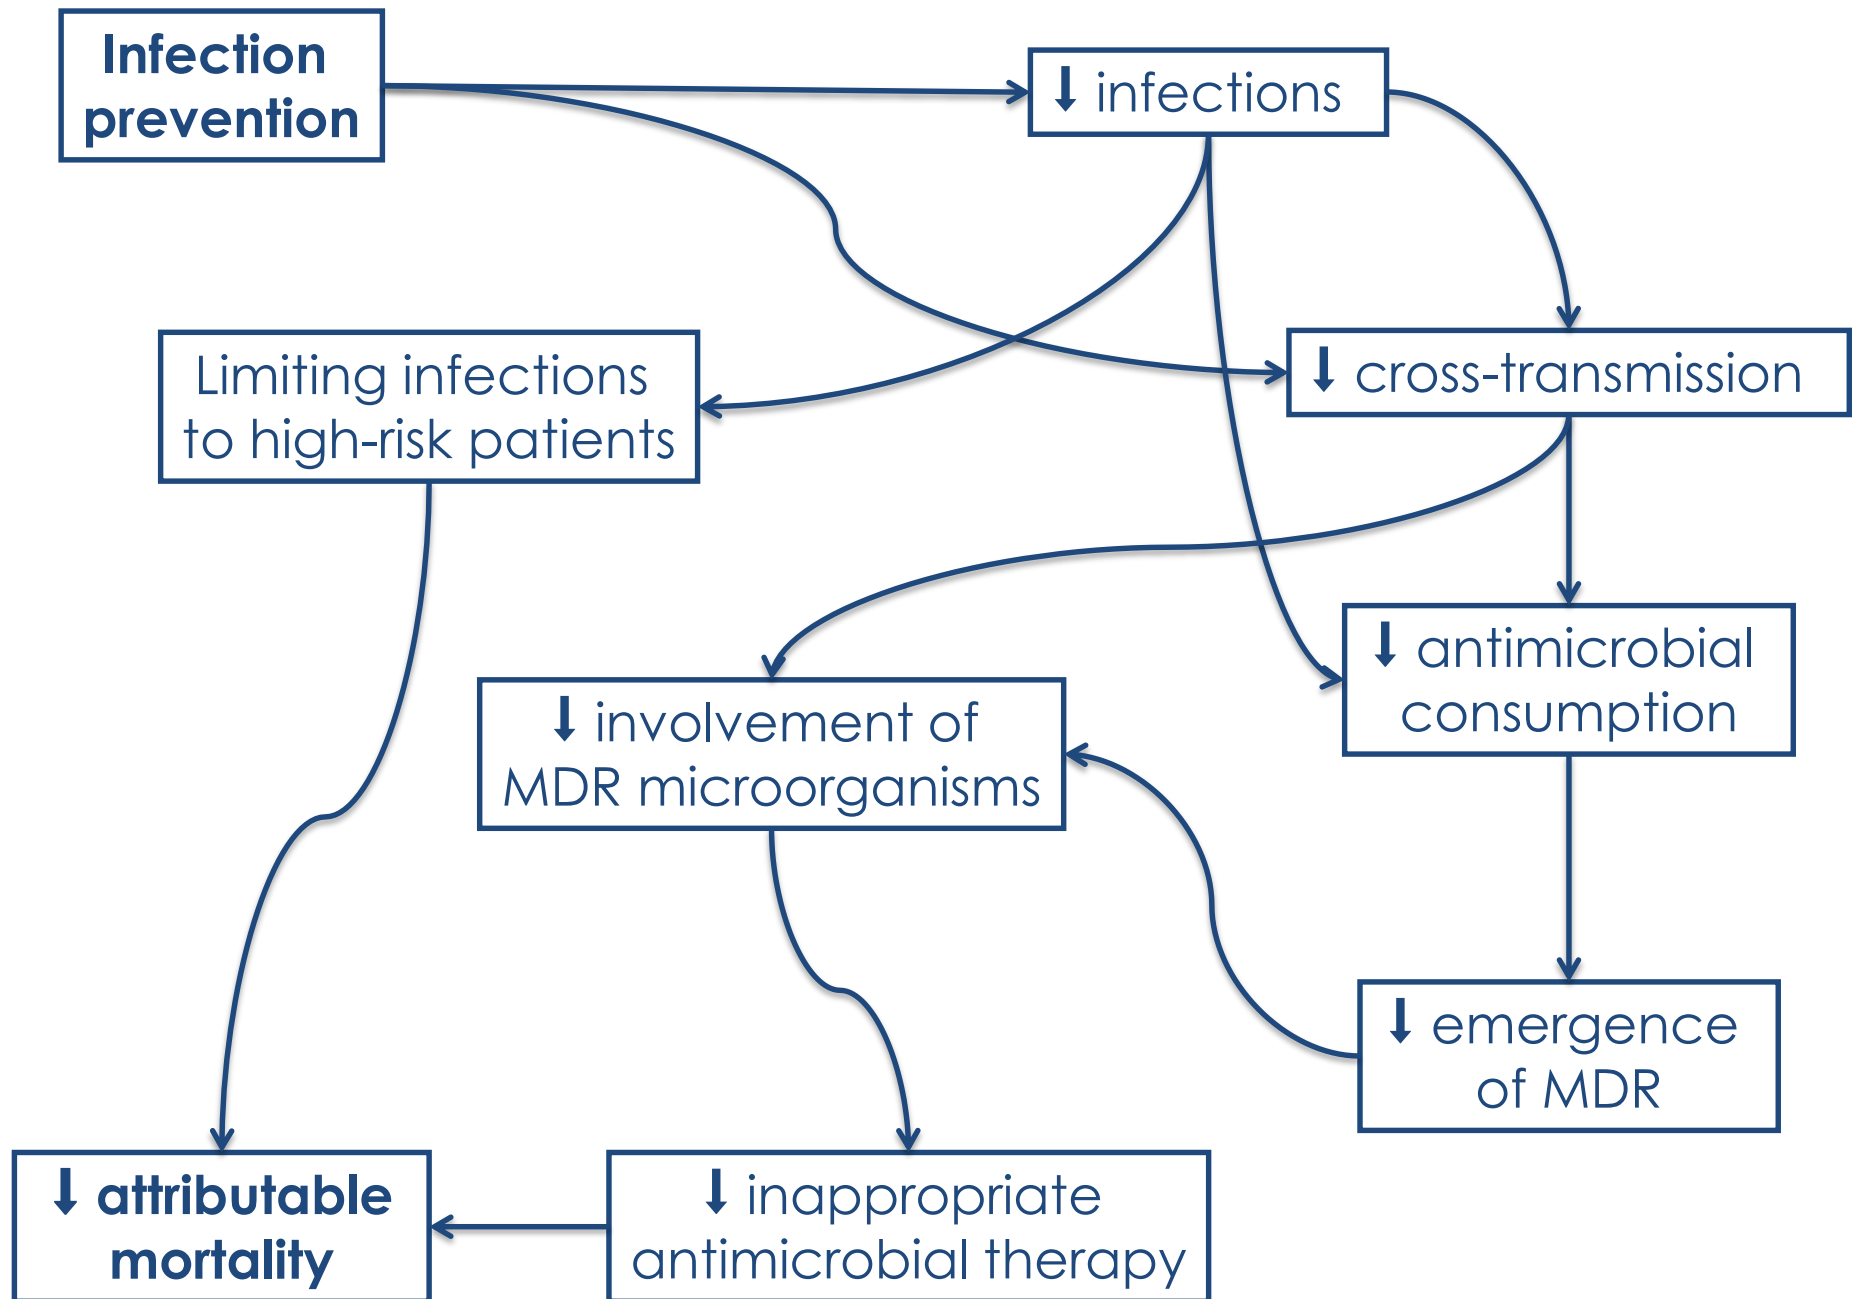 Infection
prevention
⬇ infections
Limiting infections
to high-risk patients
⬇ cross-transmission
⬇ antimicrobial
consumption
⬇ involvement of
MDR microorganisms
⬇ emergence
of MDR
⬇ attributable
mortality
⬇ inappropriate
antimicrobial therapy